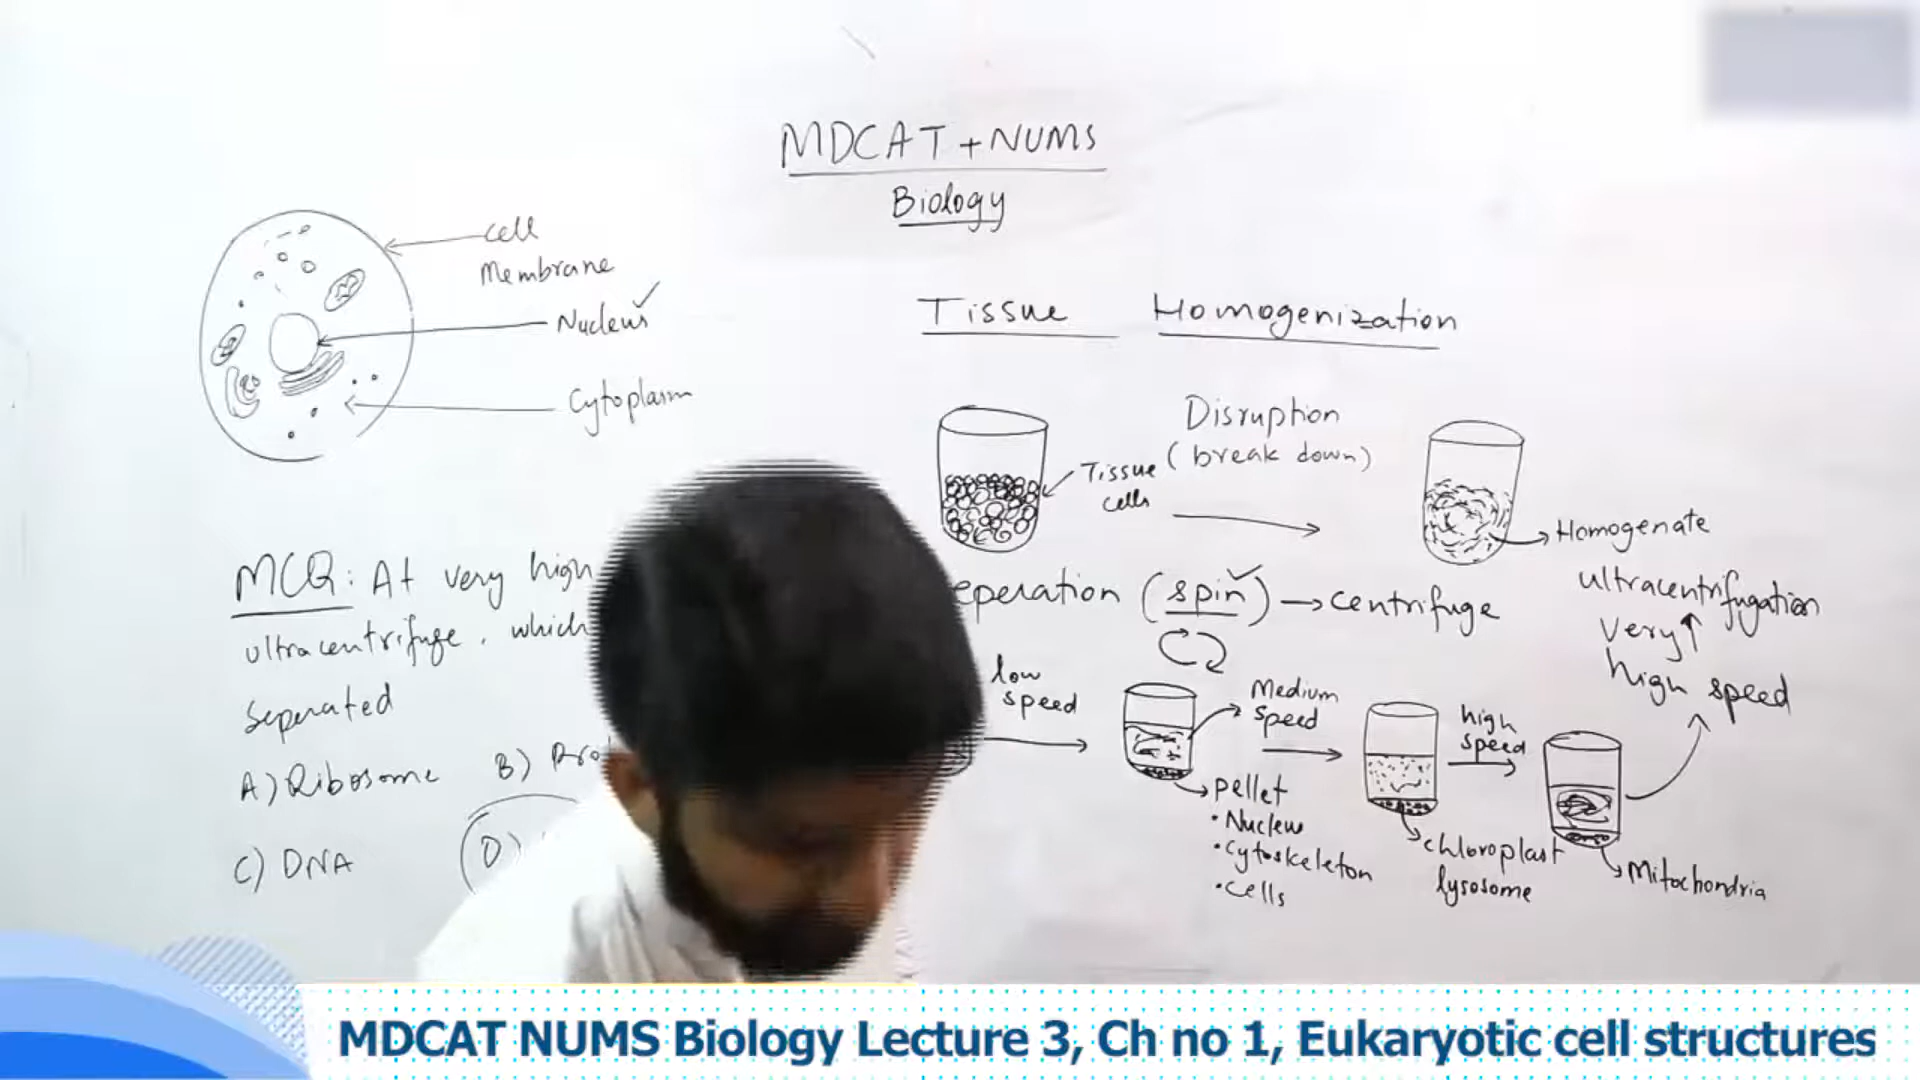 MDCAT + NUMS
Biology
cell
Membrane
Nucleus
Cytoplasm
Tissue Homogenization
Disruption
(break down)
Tissue
cells
Homogenate
MCQ: At very high
ultracentrifuge, which
Seperated
A) Ribosome B)
C) DNA D)
(spin) → centrifuge
ultracentrifugation
very
high speed
low
speed
Medium
speed
high
speed
pellet
• Nucleus
• Cytoskeleton
• cells
chloroplast
lysosome
Mitochondria
MDCAT NUMS Biology Lecture 3, Ch no 1, Eukaryotic cell structures